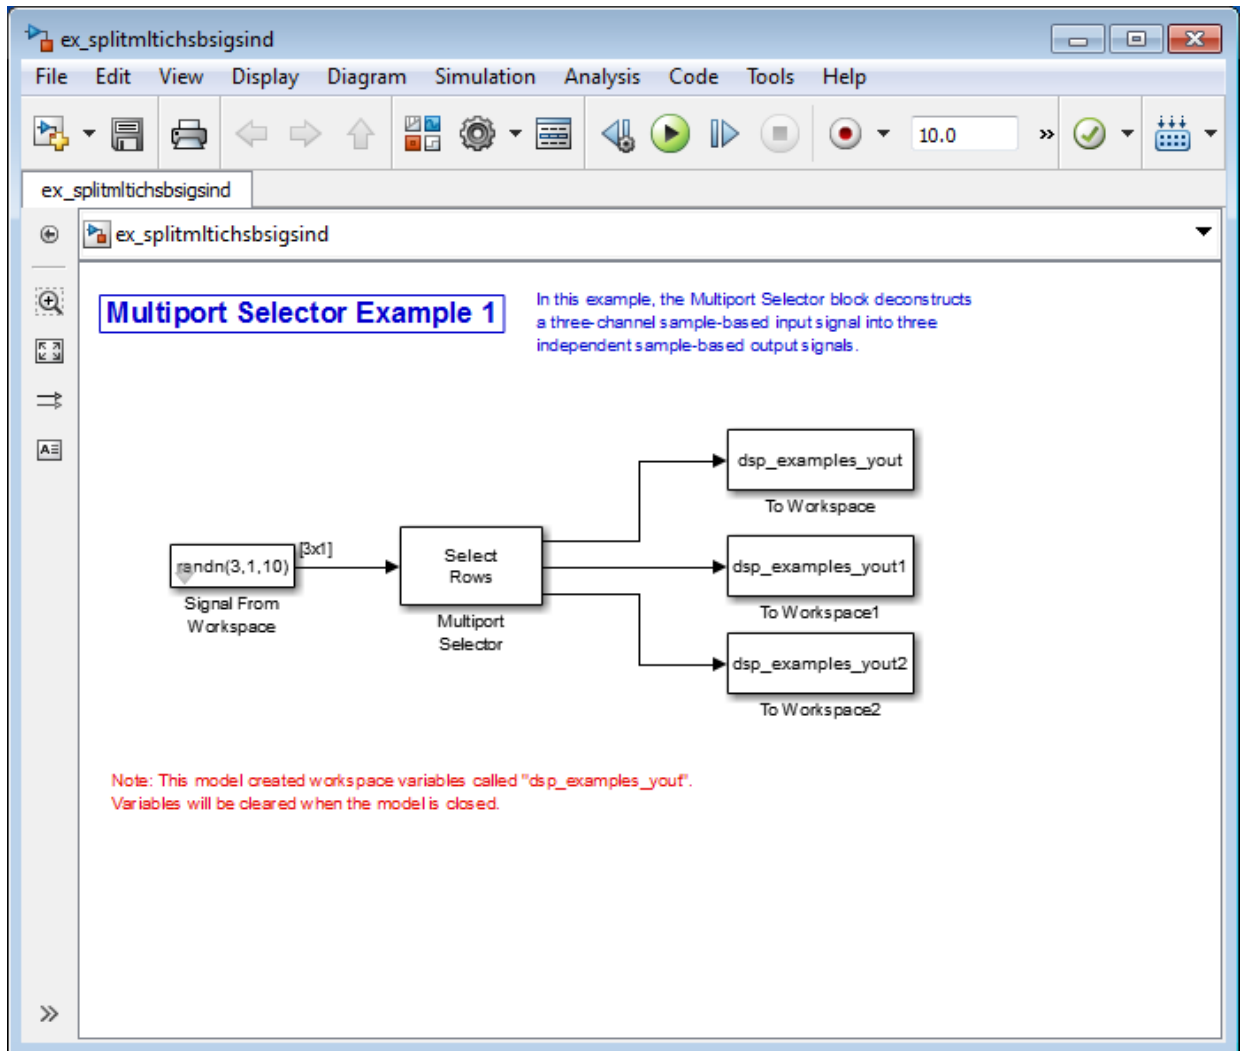 ex_splitmltichsbsigsind
File Edit View Display Diagram Simulation Analysis Code Tools Help
10.0
ex_splitmltichsbsigsind
ex_splitmltichsbsigsind
Multiport Selector Example 1
In this example, the Multiport Selector block deconstructs
a three-channel sample-based input signal into three
independent sample-based output signals.
dsp_examples_yout
To Workspace
randn(3,1,10)
[3x1]
Signal From
Workspace
Select
Rows
Multiport
Selector
dsp_examples_yout1
To Workspace1
dsp_examples_yout2
To Workspace2
Note: This model created workspace variables called "dsp_examples_yout".
Variables will be cleared when the model is closed.